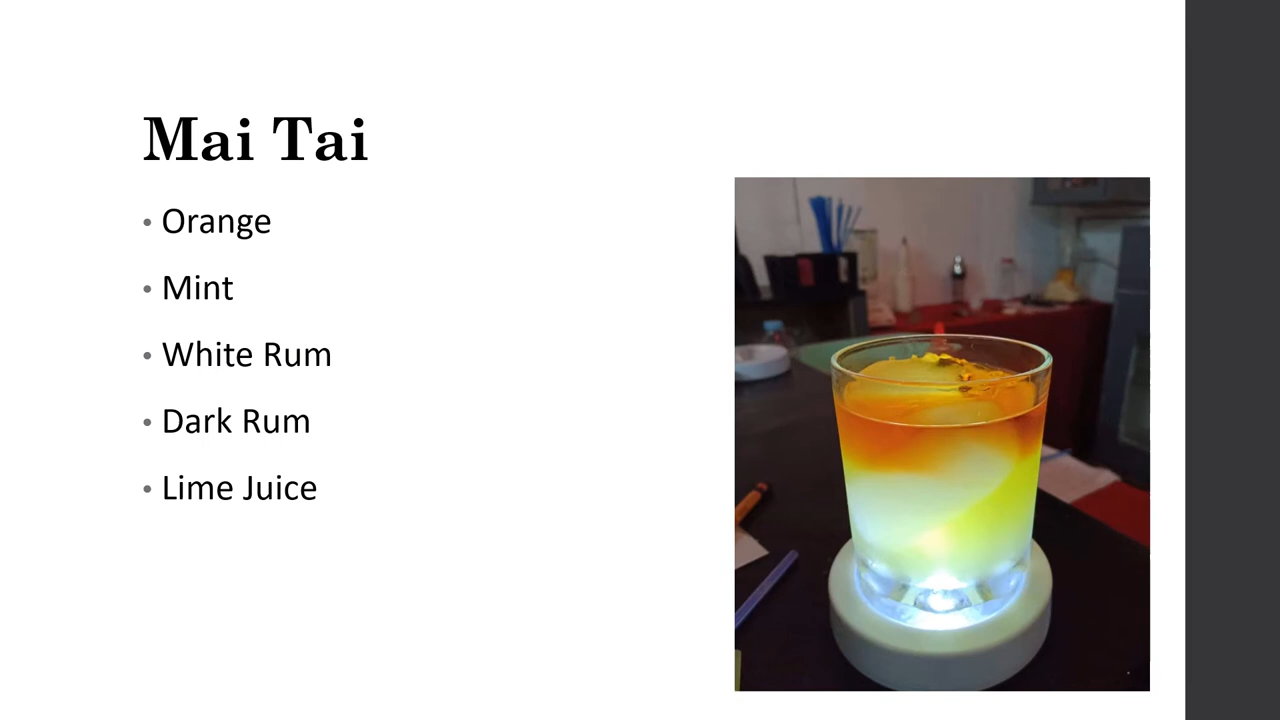 Mai Tai
• Orange
• Mint
• White Rum
• Dark Rum
• Lime Juice